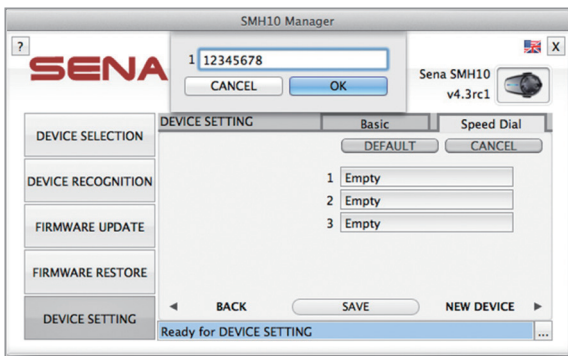 SMH10 Manager
?
X
SENA
1 12345678
CANCEL OK
Sena SMH10
v4.3rc1
DEVICE SELECTION
DEVICE RECOGNITION
FIRMWARE UPDATE
FIRMWARE RESTORE
DEVICE SETTING
DEVICE SETTING Basic Speed Dial
DEFAULT CANCEL
1 Empty
2 Empty
3 Empty
BACK SAVE NEW DEVICE
Ready for DEVICE SETTING ...